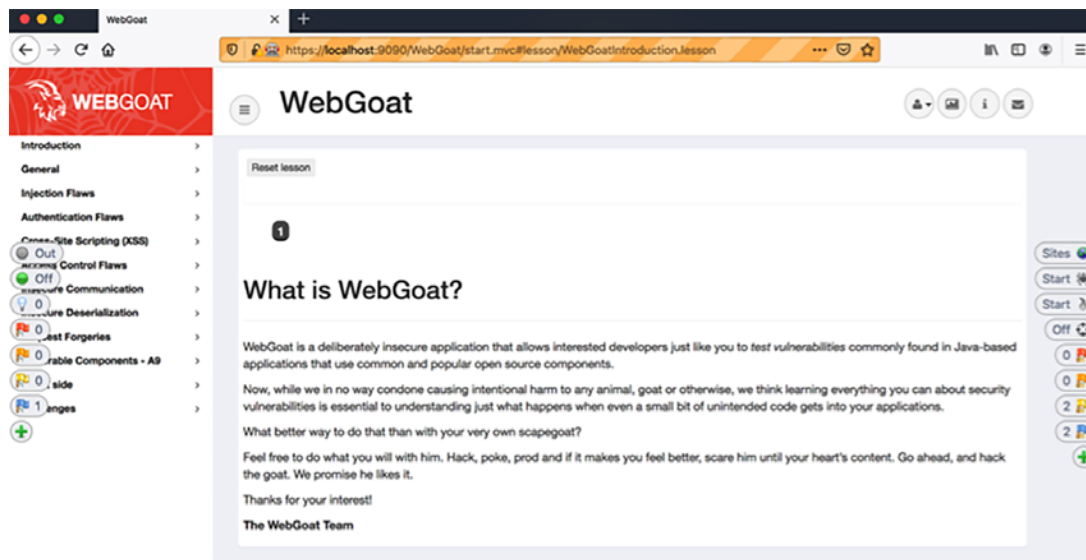 WebGoat
https://localhost:9090/WebGoat/start.mvc#lesson/WebGoatIntroduction.lesson
WEBGOAT
WebGoat
Introduction
General
Injection Flaws
Authentication Flaws
Cross-Site Scripting (XSS)
Out
Access Control Flaws
Off
Insecure Communication
0
Insecure Deserialization
0
est Forgeries
0
rable Components - A9
0
side
1
enges
Reset lesson
1
What is WebGoat?
WebGoat is a deliberately insecure application that allows interested developers just like you to test vulnerabilities commonly found in Java-based
applications that use common and popular open source components.
Now, while we in no way condone causing intentional harm to any animal, goat or otherwise, we think learning everything you can about security
vulnerabilities is essential to understanding just what happens when even a small bit of unintended code gets into your applications.
What better way to do that than with your very own scapegoat?
Feel free to do what you will with him. Hack, poke, prod and if it makes you feel better, scare him until your heart's content. Go ahead, and hack
the goat. We promise he likes it.
Thanks for your interest!
The WebGoat Team
Sites
Start
Start
Off
0
0
2
2